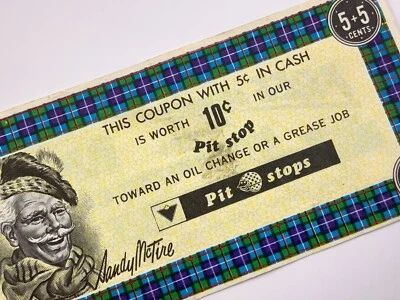 5+5
CENTS
THIS COUPON WITH 5¢ IN CASH
IS WORTH 10¢ IN OUR
Pit stop
TOWARD AN OIL CHANGE OR A GREASE JOB
Pit stops
Sandy McTire